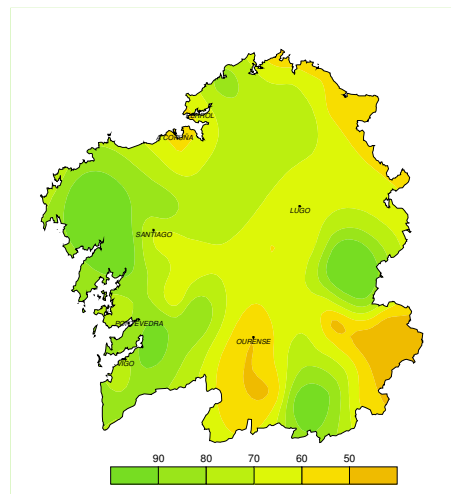 FERROL
A CORUÑA
LUGO
SANTIAGO
PONTEVEDRA
OURENSE
VIGO
90 80 70 60 50